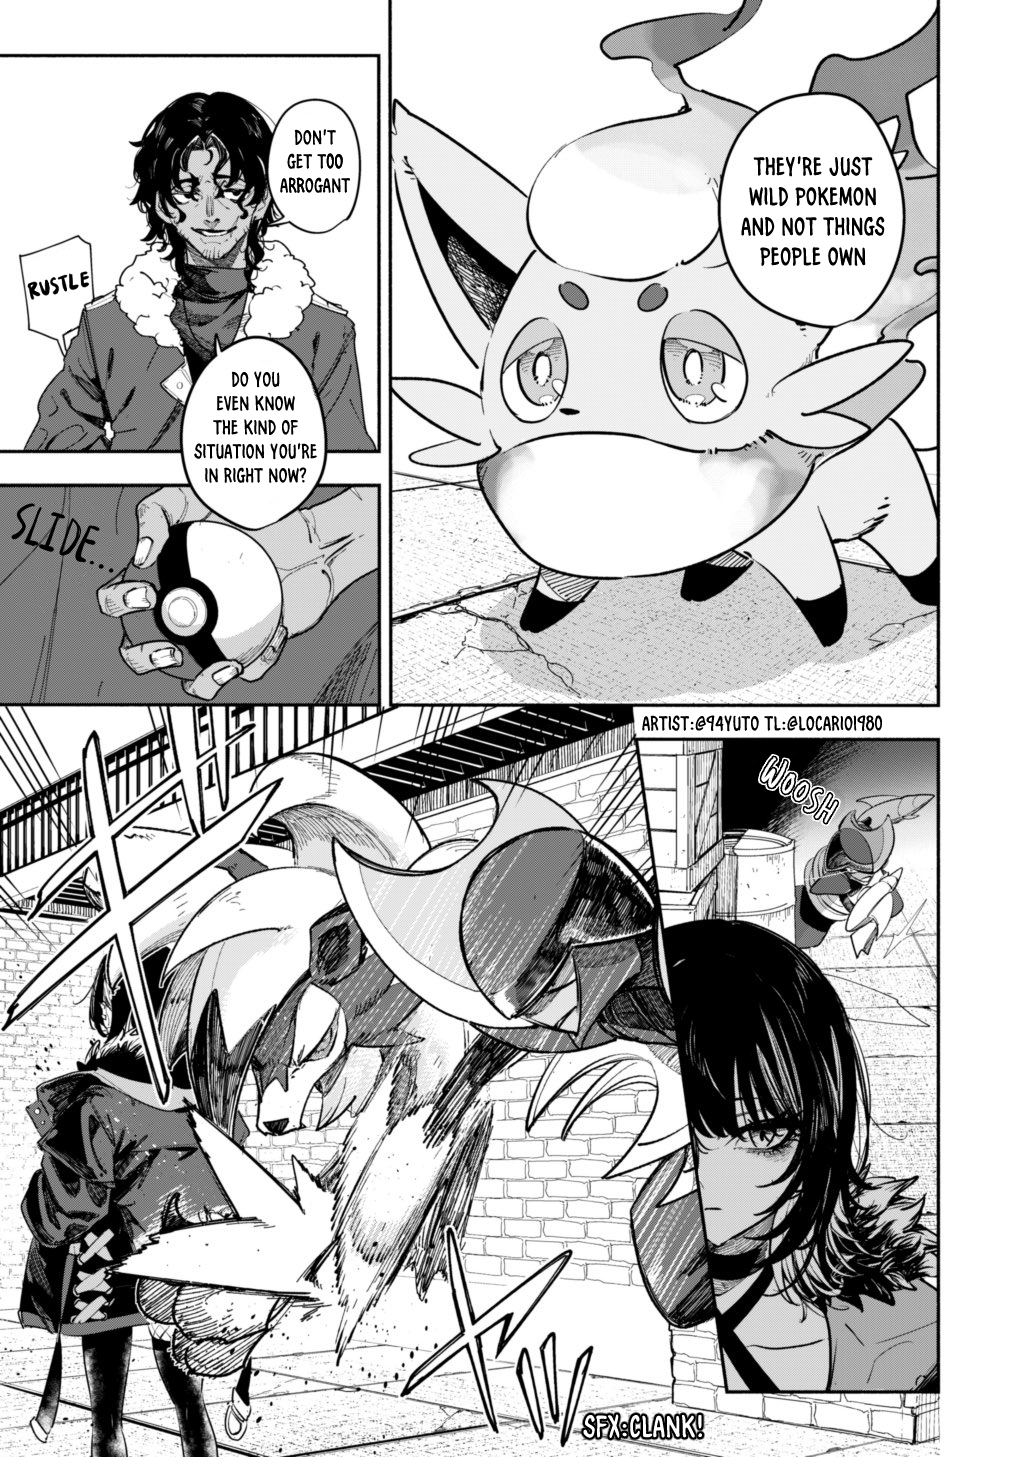 THEY'RE JUST
WILD POKEMON
AND NOT THINGS
PEOPLE OWN
DON'T
GET TOO
ARROGANT
RUSTLE
DO YOU
EVEN KNOW
THE KIND OF
SITUATION YOU'RE
IN RIGHT NOW?
SLIDE...
ARTIST:@94YUTO TL:@LOCARIO1980
WOOSH
SFX:CLANK!